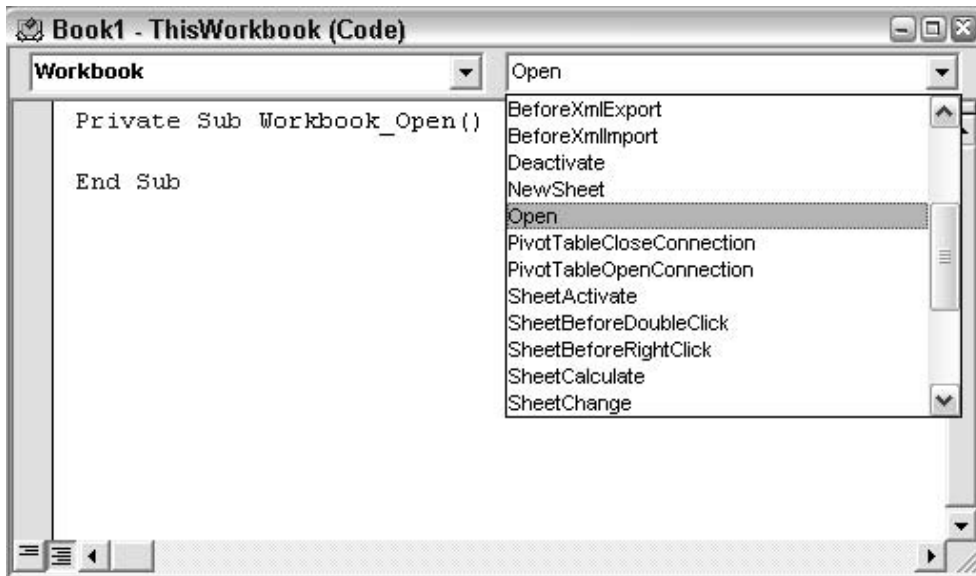 Book1 - ThisWorkbook (Code)
Workbook
Open
Private Sub Workbook_Open()
End Sub
BeforeXmlExport
BeforeXmlImport
Deactivate
NewSheet
Open
PivotTableCloseConnection
PivotTableOpenConnection
SheetActivate
SheetBeforeDoubleClick
SheetBeforeRightClick
SheetCalculate
SheetChange